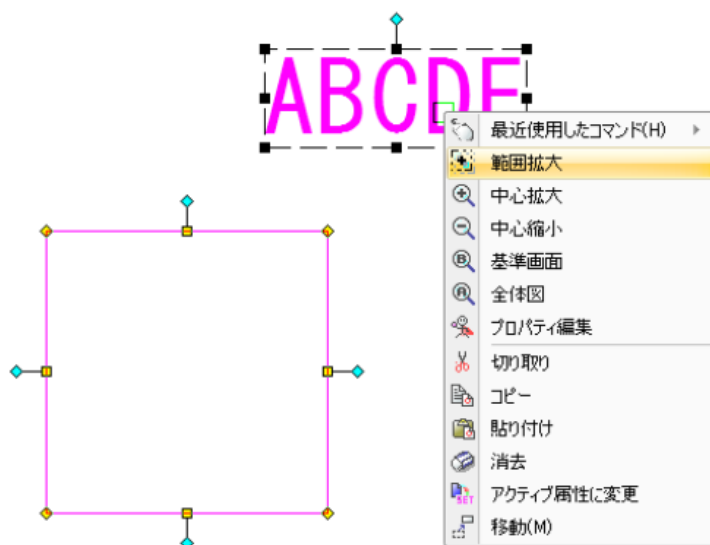 ABCDE
最近使用したコマンド(H)
範囲拡大
中心拡大
中心縮小
基準画面
全体図
プロパティ編集
切り取り
コピー
貼り付け
消去
アクティブ属性に変更
移動(M)